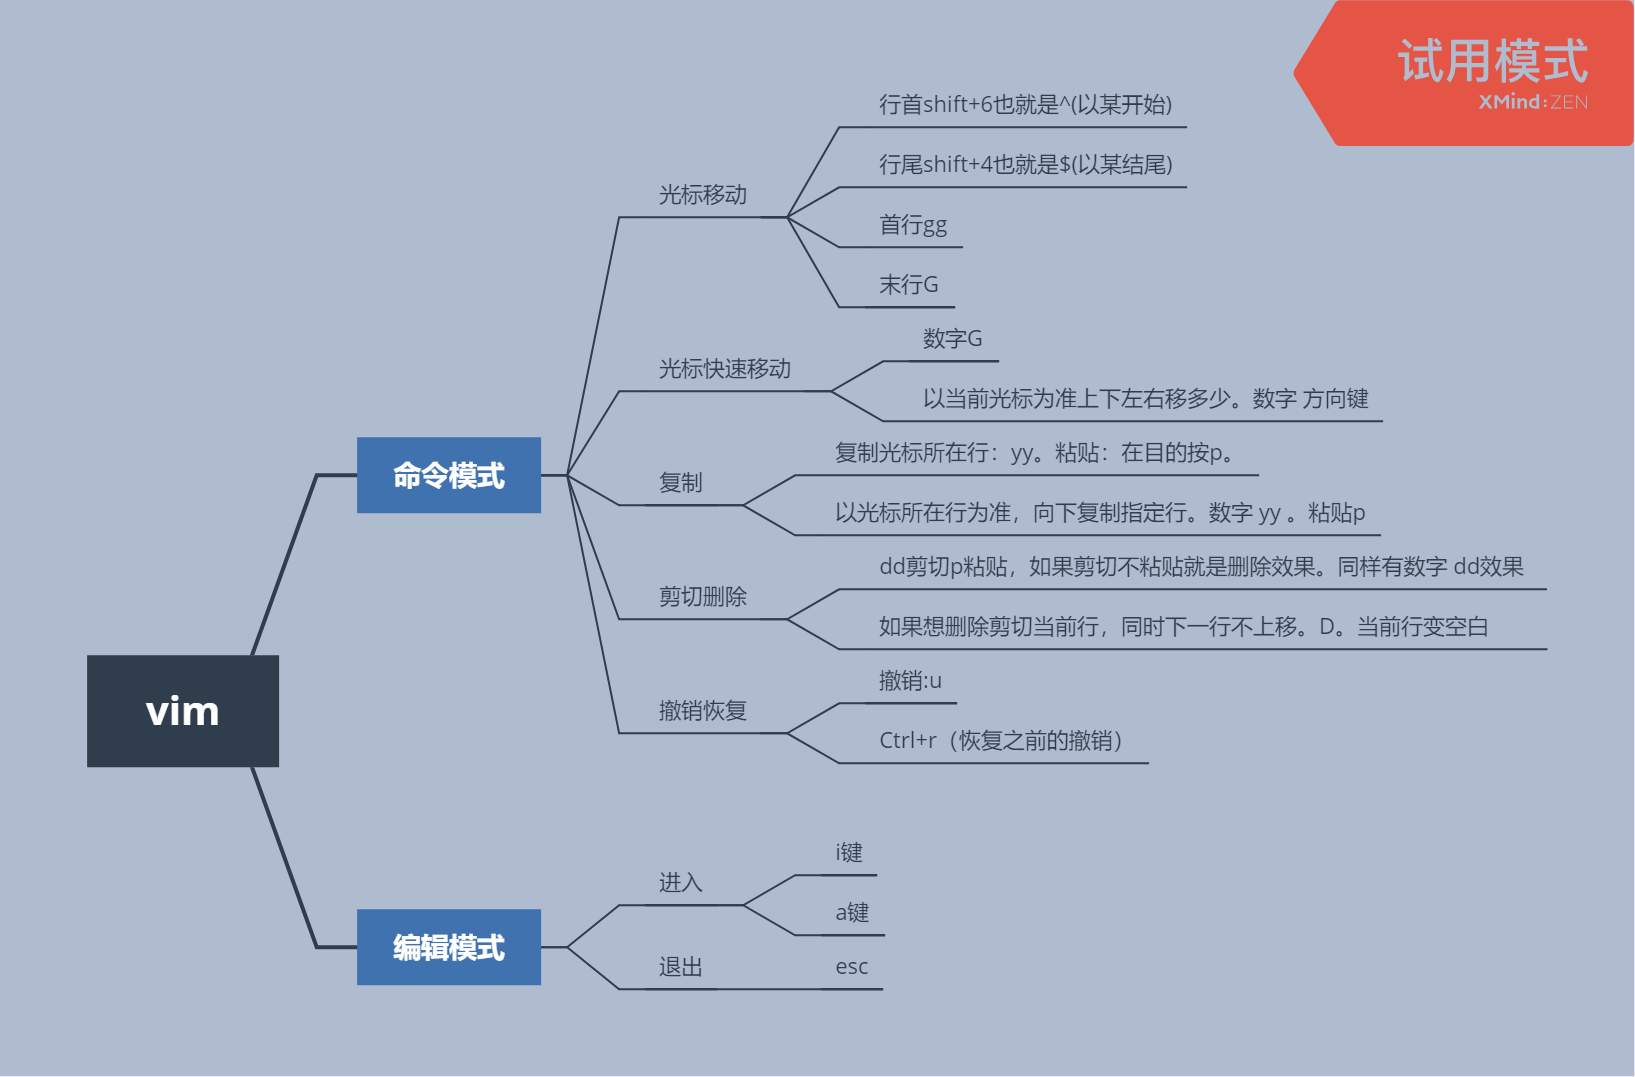 试用模式
XMind:ZEN
vim
命令模式
光标移动
行首shift+6也就是^(以某开始)
行尾shift+4也就是$(以某结尾)
首行gg
末行G
光标快速移动
数字G
以当前光标为准上下左右移多少。数字 方向键
复制
复制光标所在行：yy。粘贴：在目的按p。
以光标所在行为准，向下复制指定行。数字 yy 。粘贴p
剪切删除
dd剪切p粘贴，如果剪切不粘贴就是删除效果。同样有数字 dd效果
如果想删除剪切当前行，同时下一行不上移。D。当前行变空白
撤销恢复
撤销:u
Ctrl+r（恢复之前的撤销）
编辑模式
进入
i键
a键
退出
esc